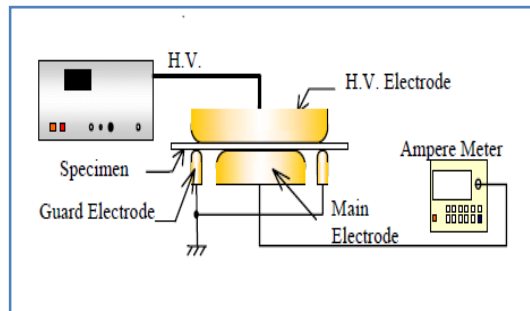 H.V.
H.V. Electrode
Specimen
Ampere Meter
Guard Electrode
Main
Electrode